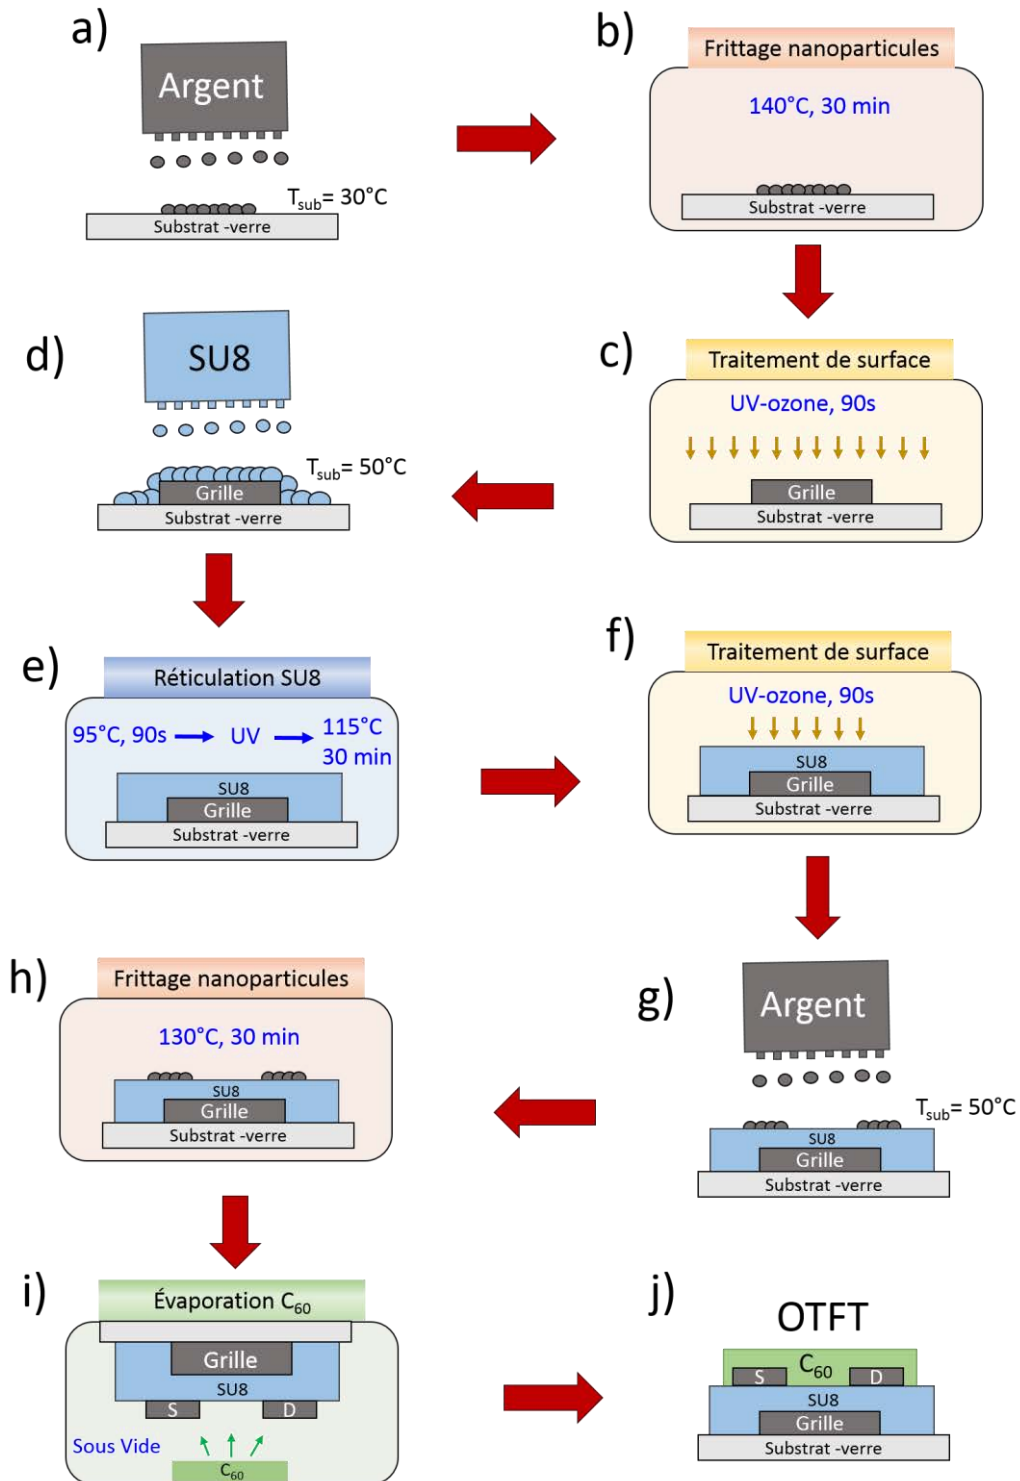 a)
Argent
Tsub= 30°C
Substrat -verre
b)
Frittage nanoparticules
140°C, 30 min
Substrat -verre
c)
Traitement de surface
UV-ozone, 90s
Grille
Substrat -verre
d)
SU8
Tsub= 50°C
Grille
Substrat -verre
e)
Réticulation SU8
95°C, 90s
UV
115°C
30 min
SU8
Grille
Substrat -verre
f)
Traitement de surface
UV-ozone, 90s
SU8
Grille
Substrat -verre
g)
Argent
Tsub= 50°C
SU8
Grille
Substrat -verre
h)
Frittage nanoparticules
130°C, 30 min
SU8
Grille
Substrat -verre
i)
Évaporation C60
Grille
SU8
S
D
Sous Vide
C60
j)
OTFT
C60
S
D
SU8
Grille
Substrat -verre